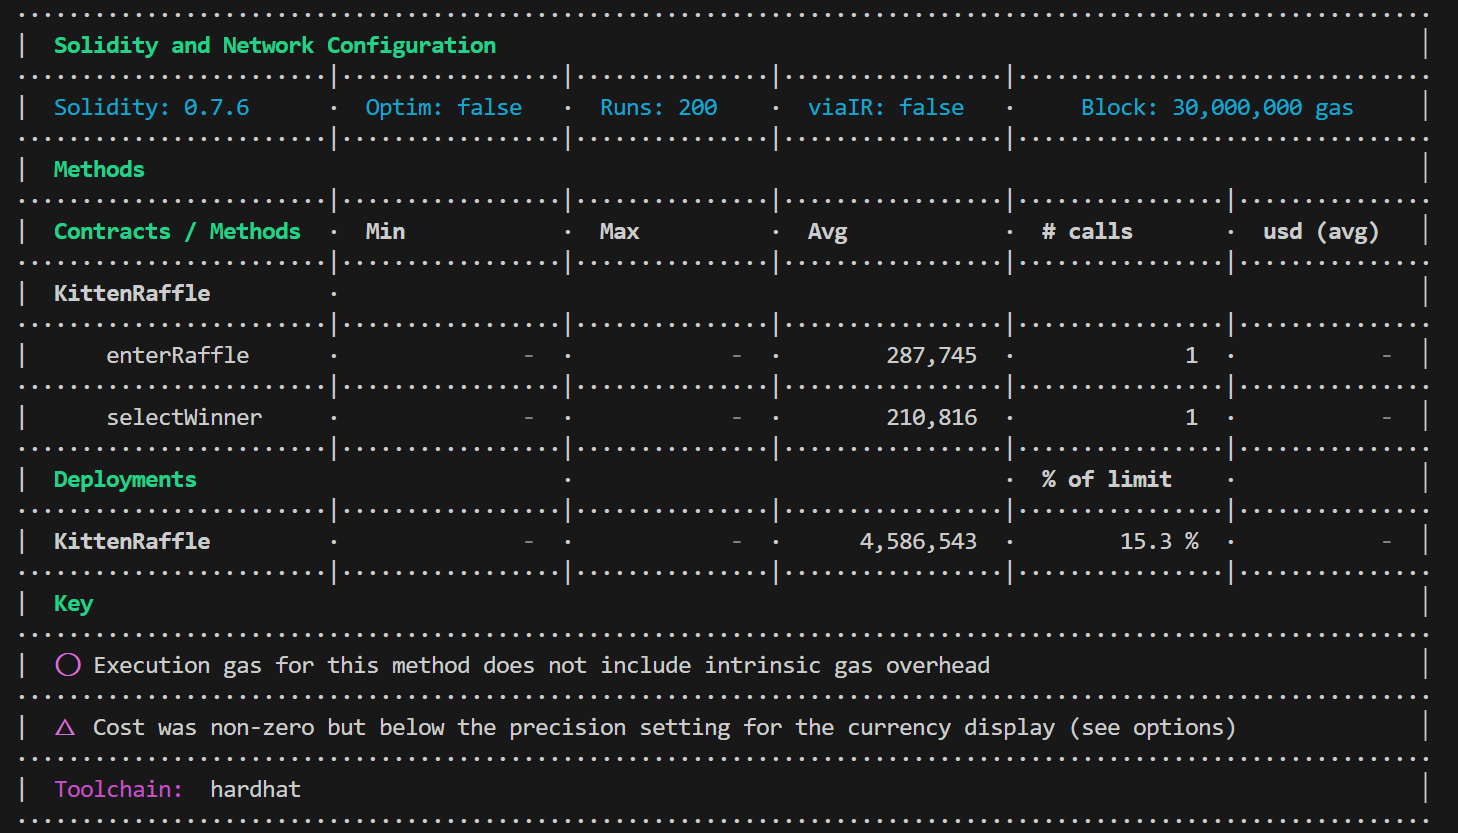 Solidity and Network Configuration
Solidity: 0.7.6 · Optim: false · Runs: 200 · viaIR: false · Block: 30,000,000 gas
Methods
Contracts / Methods · Min · Max · Avg · # calls · usd (avg)
KittenRaffle ·
enterRaffle · - · - · 287,745 · 1 · -
selectWinner · - · - · 210,816 · 1 · -
Deployments · · % of limit ·
KittenRaffle · - · - · 4,586,543 · 15.3 % · -
Key
◯ Execution gas for this method does not include intrinsic gas overhead
△ Cost was non-zero but below the precision setting for the currency display (see options)
Toolchain: hardhat